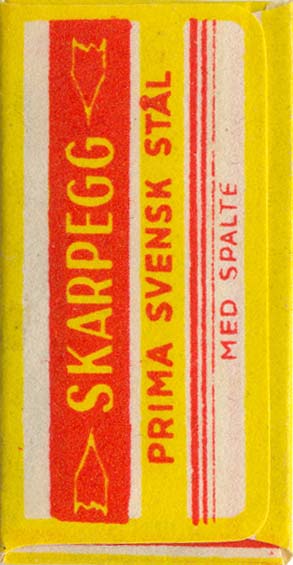 SKARPEGG
PRIMA SVENSK STÅL
MED SPALTE